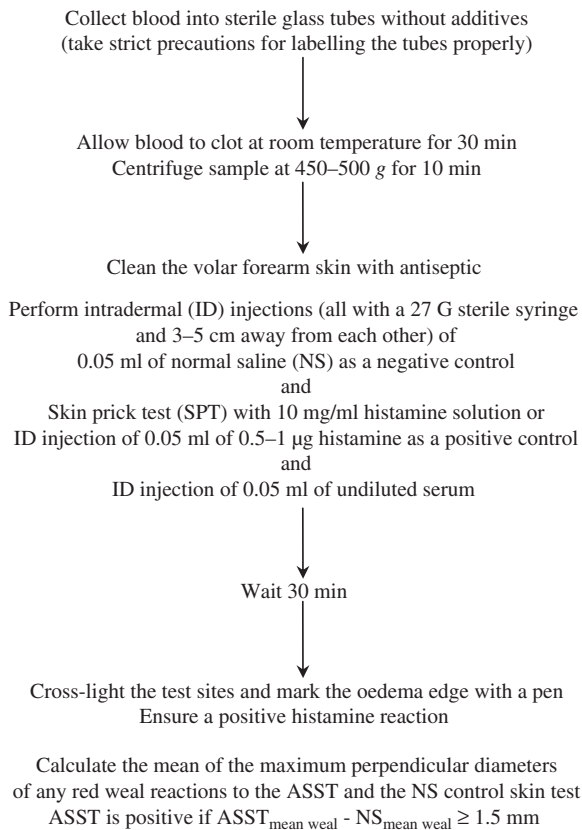 Collect blood into sterile glass tubes without additives
(take strict precautions for labelling the tubes properly)
Allow blood to clot at room temperature for 30 min
Centrifuge sample at 450–500 g for 10 min
Clean the volar forearm skin with antiseptic
Perform intradermal (ID) injections (all with a 27 G sterile syringe
and 3–5 cm away from each other) of
0.05 ml of normal saline (NS) as a negative control
and
Skin prick test (SPT) with 10 mg/ml histamine solution or
ID injection of 0.05 ml of 0.5–1 μg histamine as a positive control
and
ID injection of 0.05 ml of undiluted serum
Wait 30 min
Cross-light the test sites and mark the oedema edge with a pen
Ensure a positive histamine reaction
Calculate the mean of the maximum perpendicular diameters
of any red weal reactions to the ASST and the NS control skin test
ASST is positive if ASST mean weal - NS mean weal ≥ 1.5 mm